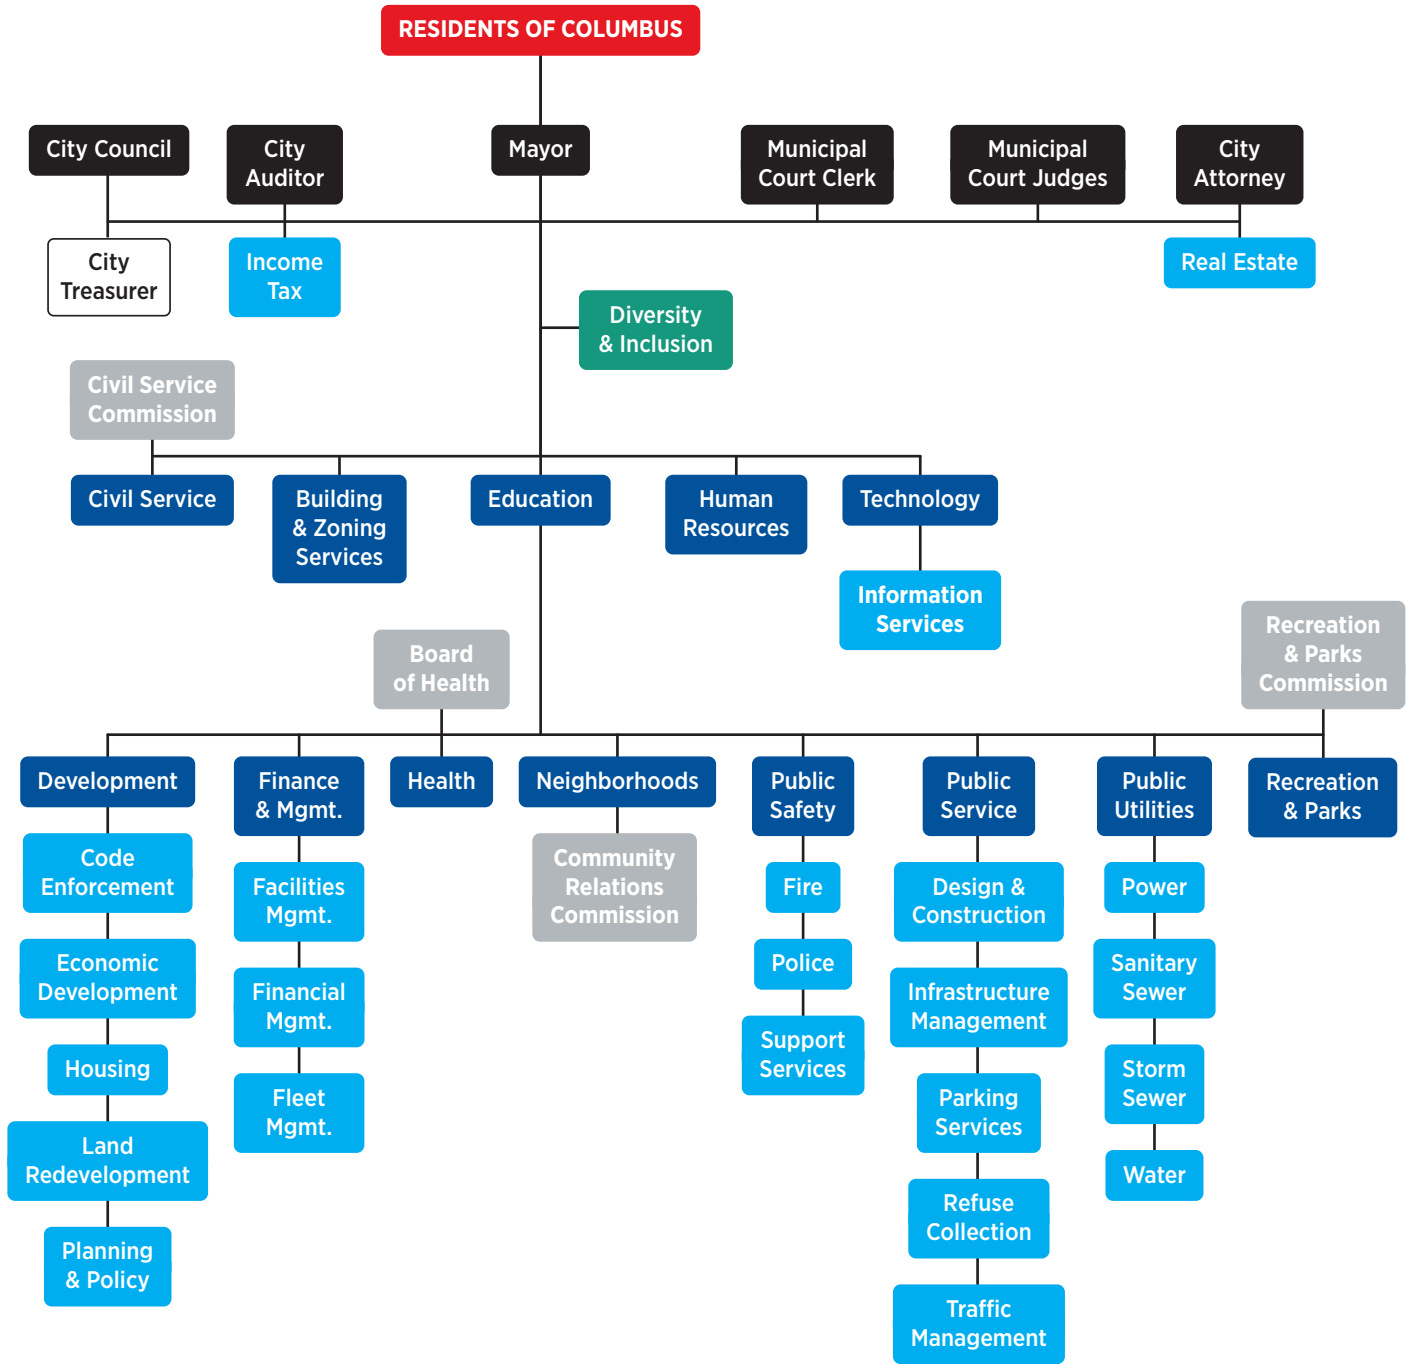 RESIDENTS OF COLUMBUS
City Council
City
Auditor
Mayor
Municipal
Court Clerk
Municipal
Court Judges
City
Attorney
City
Treasurer
Income
Tax
Real Estate
Diversity
& Inclusion
Civil Service
Commission
Civil Service
Building
& Zoning
Services
Education
Human
Resources
Technology
Information
Services
Board
of Health
Recreation
& Parks
Commission
Development
Finance
& Mgmt.
Health
Neighborhoods
Public
Safety
Public
Service
Public
Utilities
Recreation
& Parks
Code
Enforcement
Economic
Development
Housing
Land
Redevelopment
Planning
& Policy
Facilities
Mgmt.
Financial
Mgmt.
Fleet
Mgmt.
Community
Relations
Commission
Fire
Police
Support
Services
Design &
Construction
Infrastructure
Management
Parking
Services
Refuse
Collection
Traffic
Management
Power
Sanitary
Sewer
Storm
Sewer
Water